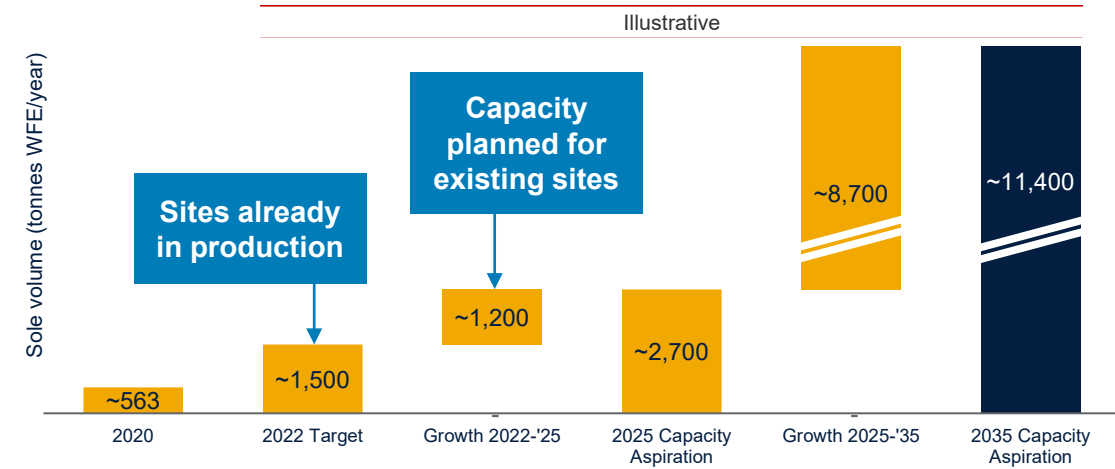 Illustrative
Sole volume (tonnes WFE/year)
Capacity
planned for
existing sites
Sites already
in production
~563
~1,500
~1,200
~2,700
~8,700
~11,400
2020
2022 Target
Growth 2022-'25
2025 Capacity
Aspiration
Growth 2025-'35
2035 Capacity
Aspiration